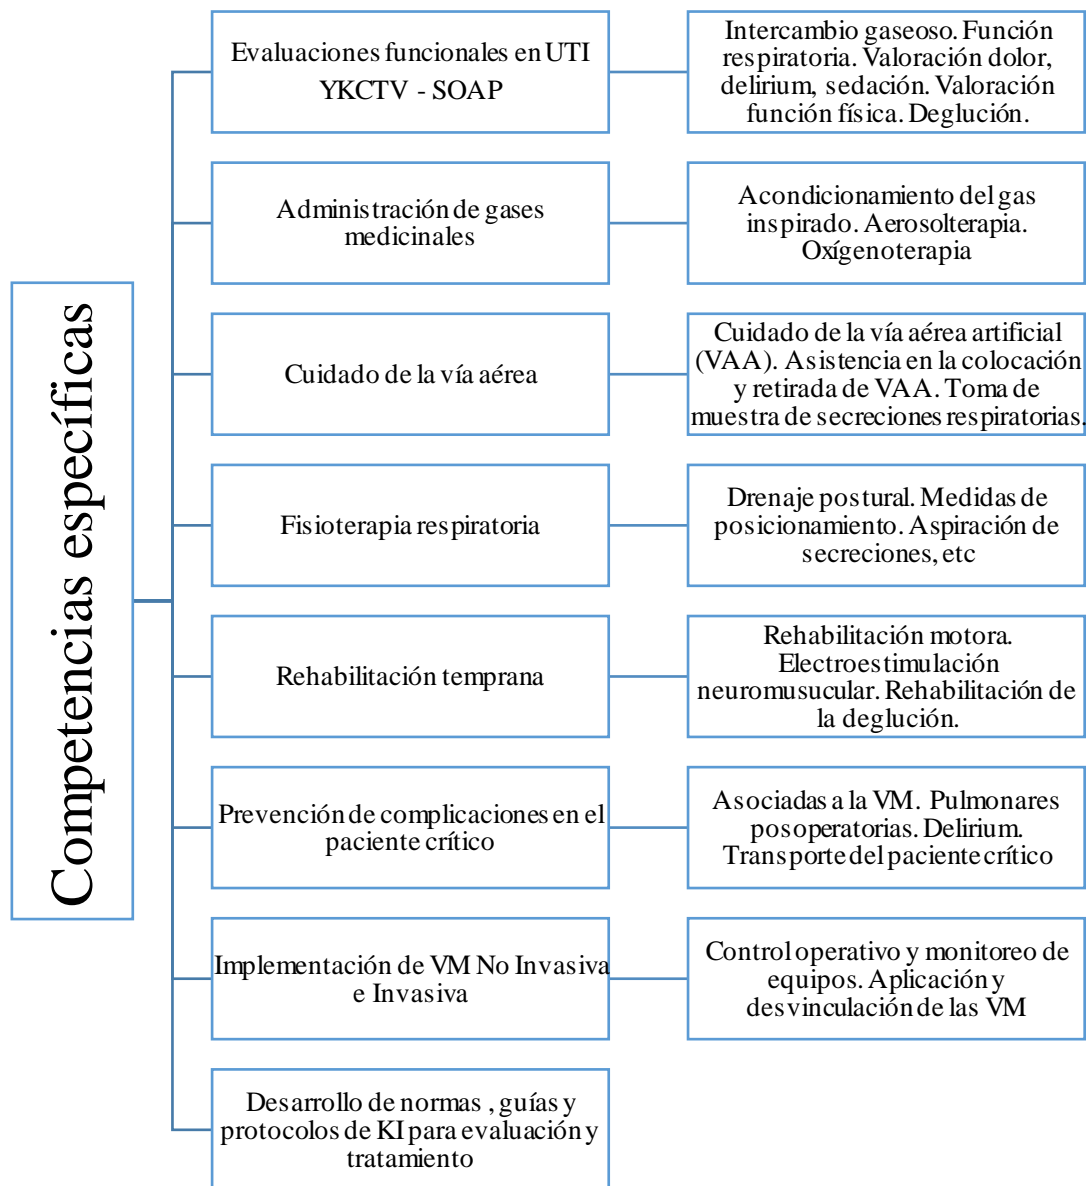 Competencias específicas
Evaluaciones funcionales en UTI
YKCTV - SOAP
Intercambio gaseoso. Función
respiratoria. Valoración dolor,
delirium, sedación. Valoración
función física. Deglución.
Administración de gases
medicinales
Acondicionamiento del gas
inspirado. Aerosolterapia.
Oxígenoterapia
Cuidado de la vía aérea
Cuidado de la vía aérea artificial
(VAA). Asistencia en la colocación
y retirada de VAA. Toma de
muestra de secreciones respiratorias.
Fisioterapia respiratoria
Drenaje postural. Medidas de
posicionamiento. Aspiración de
secreciones, etc
Rehabilitación temprana
Rehabilitación motora.
Electroestimulación
neuromusucular. Rehabilitación de
la deglución.
Prevención de complicaciones en el
paciente crítico
Asociadas a la VM. Pulmonares
posoperatorias. Delirium.
Transporte del paciente crítico
Implementación de VM No Invasiva
e Invasiva
Control operativo y monitoreo de
equipos. Aplicación y
desvinculación de las VM
Desarrollo de normas , guías y
protocolos de KI para evaluación y
tratamiento